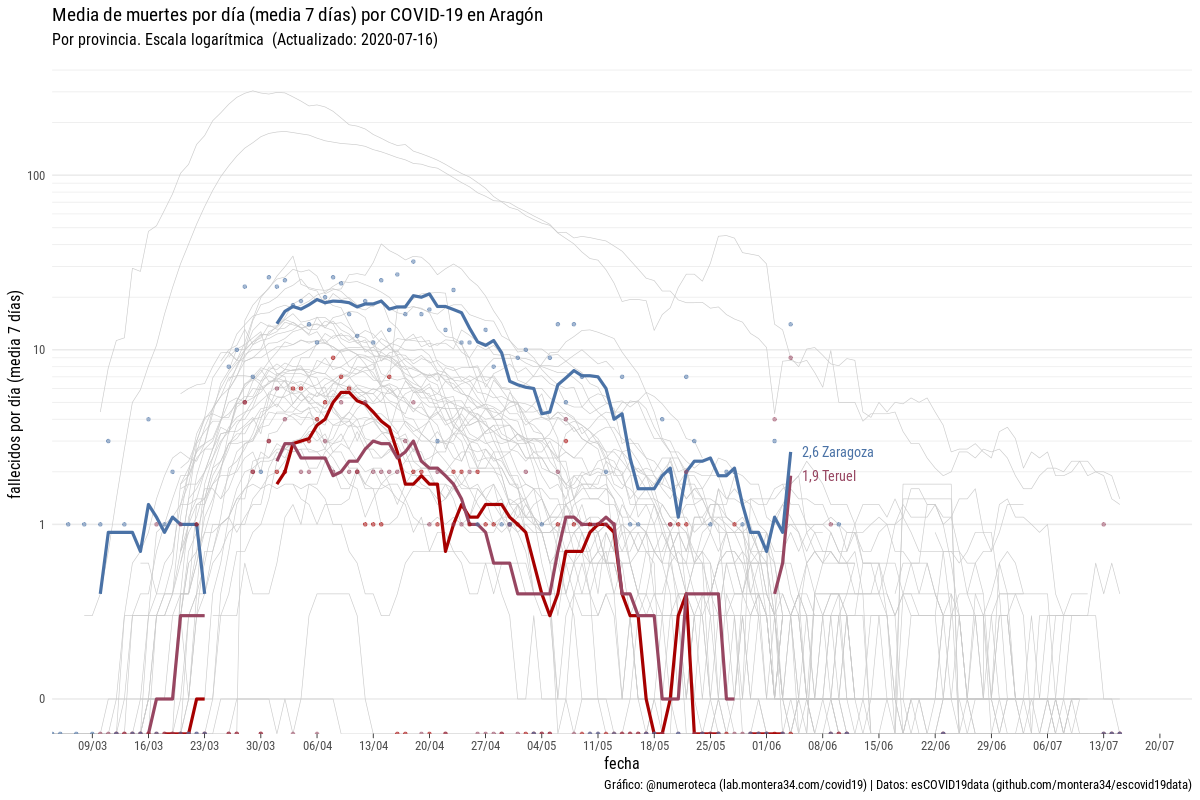 Media de muertes por día (media 7 días) por COVID-19 en Aragón
Por provincia. Escala logarítmica (Actualizado: 2020-07-16)
fallecidos por día (media 7 días)
100
10
1
0
2,6 Zaragoza
1,9 Teruel
09/03 16/03 23/03 30/03 06/04 13/04 20/04 27/04 04/05 11/05 18/05 25/05 01/06 08/06 15/06 22/06 29/06 06/07 13/07 20/07
fecha
Gráfico: @numeroteca (lab.montera34.com/covid19) | Datos: esCOVID19data (github.com/montera34/escovid19data)